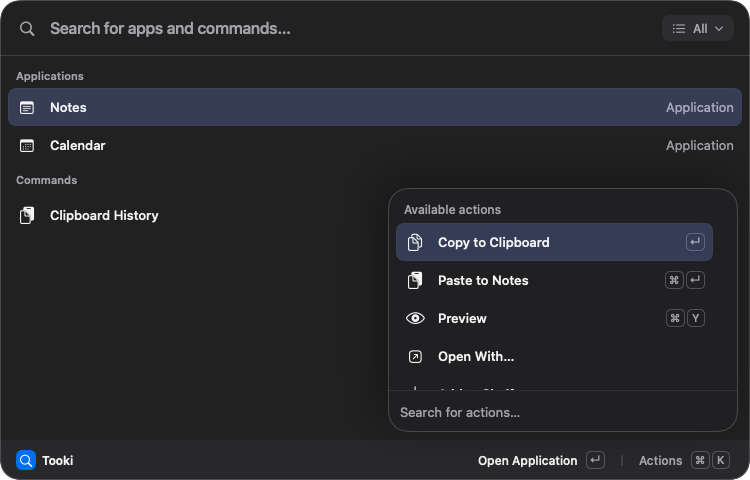 Search for apps and commands...
All
Applications
Notes Application
Calendar Application
Commands
Clipboard History
Available actions
Copy to Clipboard ↵
Paste to Notes ⌘ ↵
Preview ⌘ Y
Open With...
Search for actions...
Tooki Open Application ↵ | Actions ⌘ K